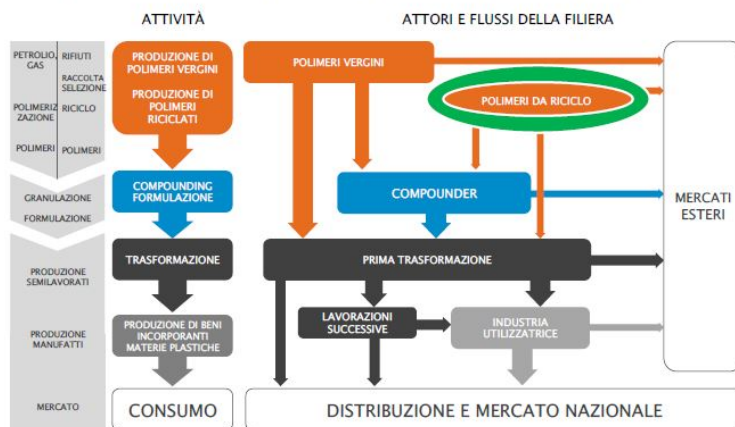 ATTIVITÀ
ATTORI E FLUSSI DELLA FILIERA
PETROLIO,
GAS
RIFIUTI
RACCOLTA
SELEZIONE
POLIMERIZ
ZAZIONE
RICICLO
POLIMERI
POLIMERI
GRANULAZIONE
FORMULAZIONE
PRODUZIONE
SEMILAVORATI
PRODUZIONE
MANUFATTI
MERCATO
PRODUZIONE DI
POLIMERI VERGINI
PRODUZIONE DI
POLIMERI
RICICLATI
COMPOUNDING
FORMULAZIONE
TRASFORMAZIONE
PRODUZIONE DI BENI
INCORPORANTI
MATERIE PLASTICHE
CONSUMO
POLIMERI VERGINI
POLIMERI DA RICICLO
COMPOUNDER
PRIMA TRASFORMAZIONE
LAVORAZIONI
SUCCESSIVE
INDUSTRIA
UTILIZZATRICE
DISTRIBUZIONE E MERCATO NAZIONALE
MERCATI
ESTERI